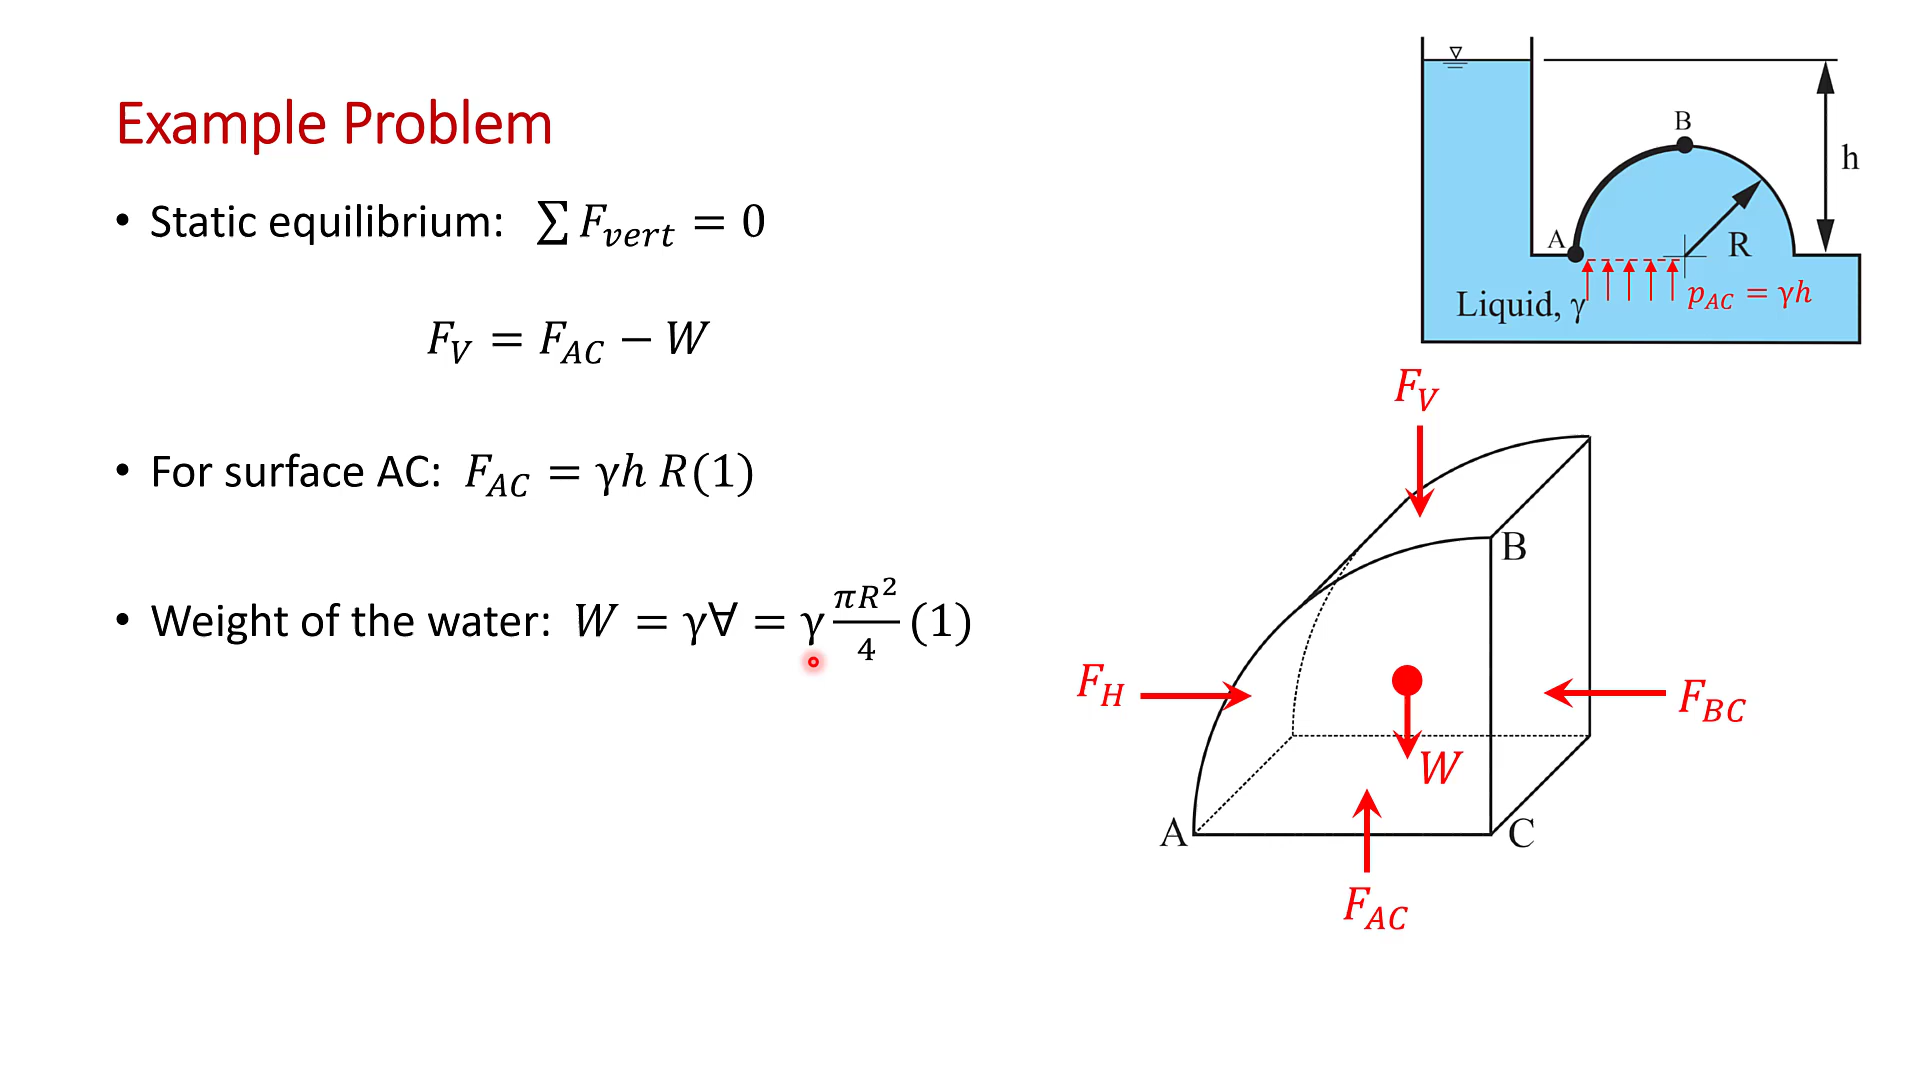 Example Problem
• Static equilibrium: ∑ F_vert = 0
F_V = F_AC − W
• For surface AC: F_AC = γh R(1)
• Weight of the water: W = γ∀ = γ πR²/4 (1)
B
h
A
R
Liquid, γ
p_AC = γh
F_V
B
F_H
F_BC
W
A
C
F_AC